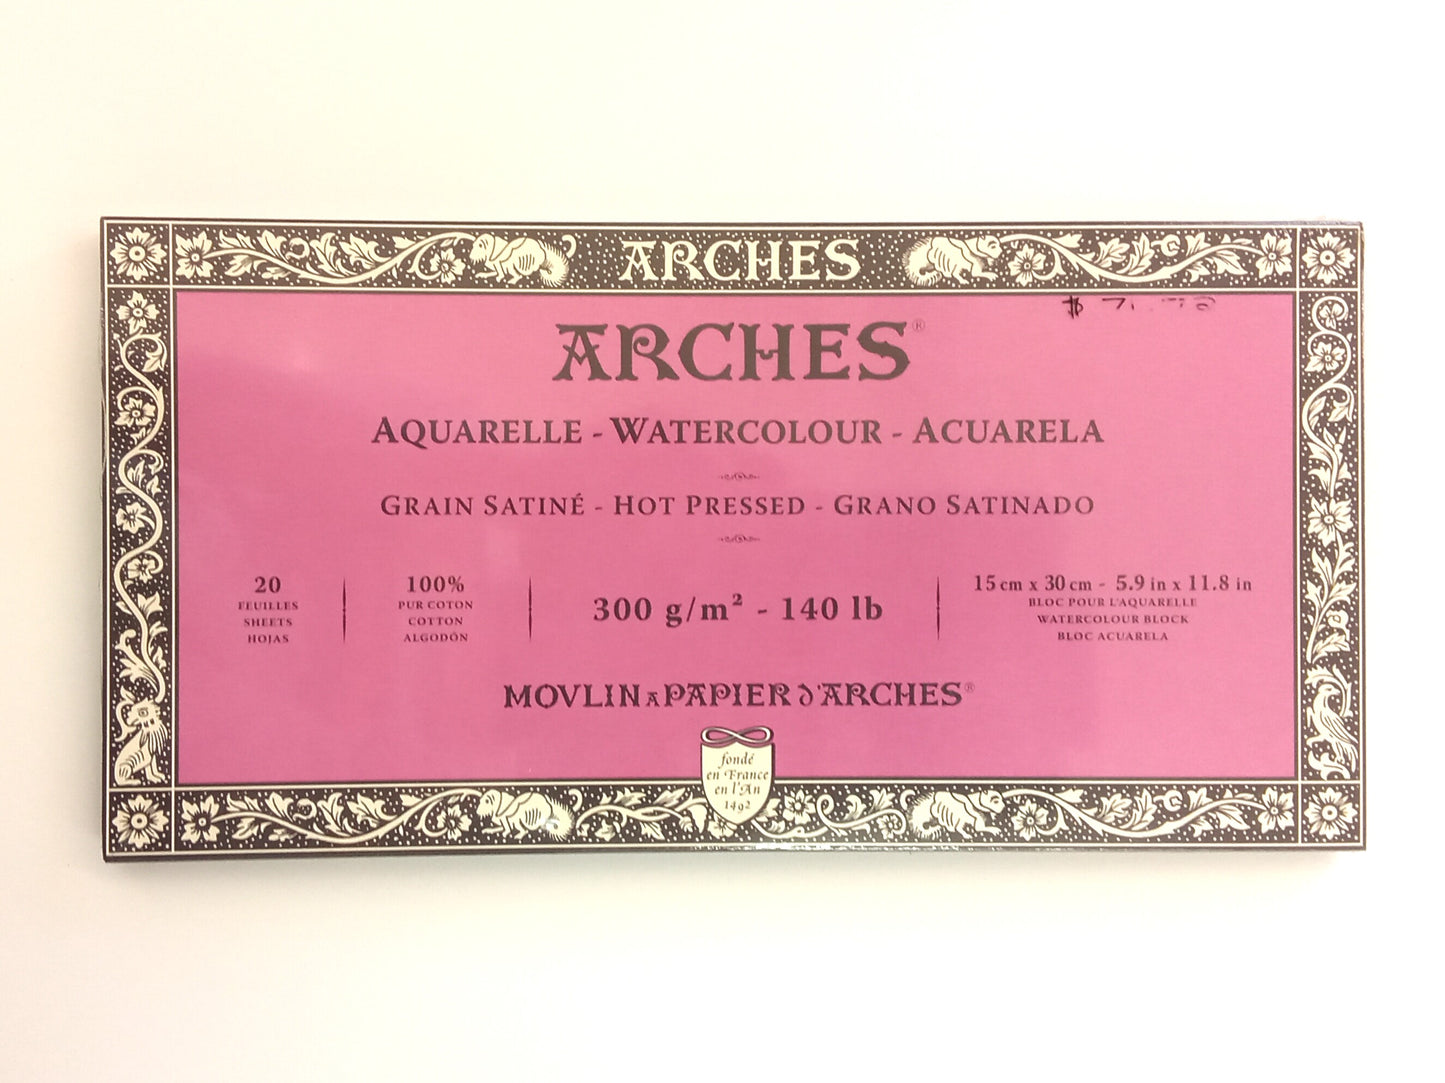 ARCHES
ARCHES®
AQUARELLE - WATERCOLOUR - ACUARELA
GRAIN SATINÉ - HOT PRESSED - GRANO SATINADO
20
FEUILLES
SHEETS
HOJAS
100%
PUR COTON
COTTON
ALGODÓN
300 g/m² - 140 lb
15 cm x 30 cm - 5.9 in x 11.8 in
BLOC POUR L'AQUARELLE
WATERCOLOUR BLOCK
BLOC ACUARELA
MOVLIN A PAPIER D'ARCHES®
fondé
en France
en l'An
1492